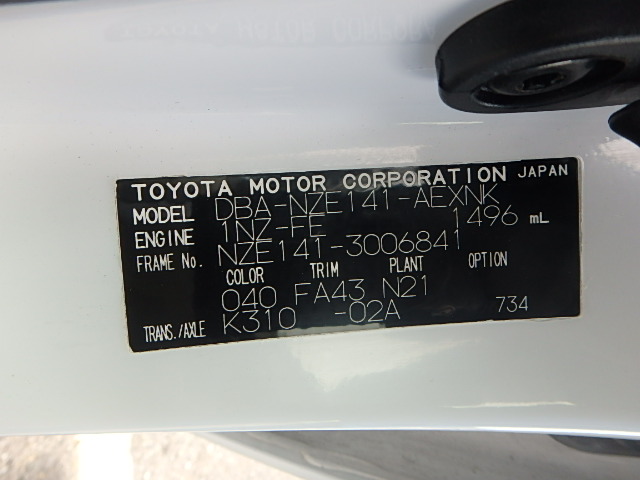 TOYOTA MOTOR CORPORATION JAPAN
MODEL DBA-NZE141-AEXNK
ENGINE 1NZ-FE 1496 mL
FRAME No. NZE141-3006841
COLOR TRIM PLANT OPTION
040 FA43 N21
TRANS./AXLE K310 -02A 734